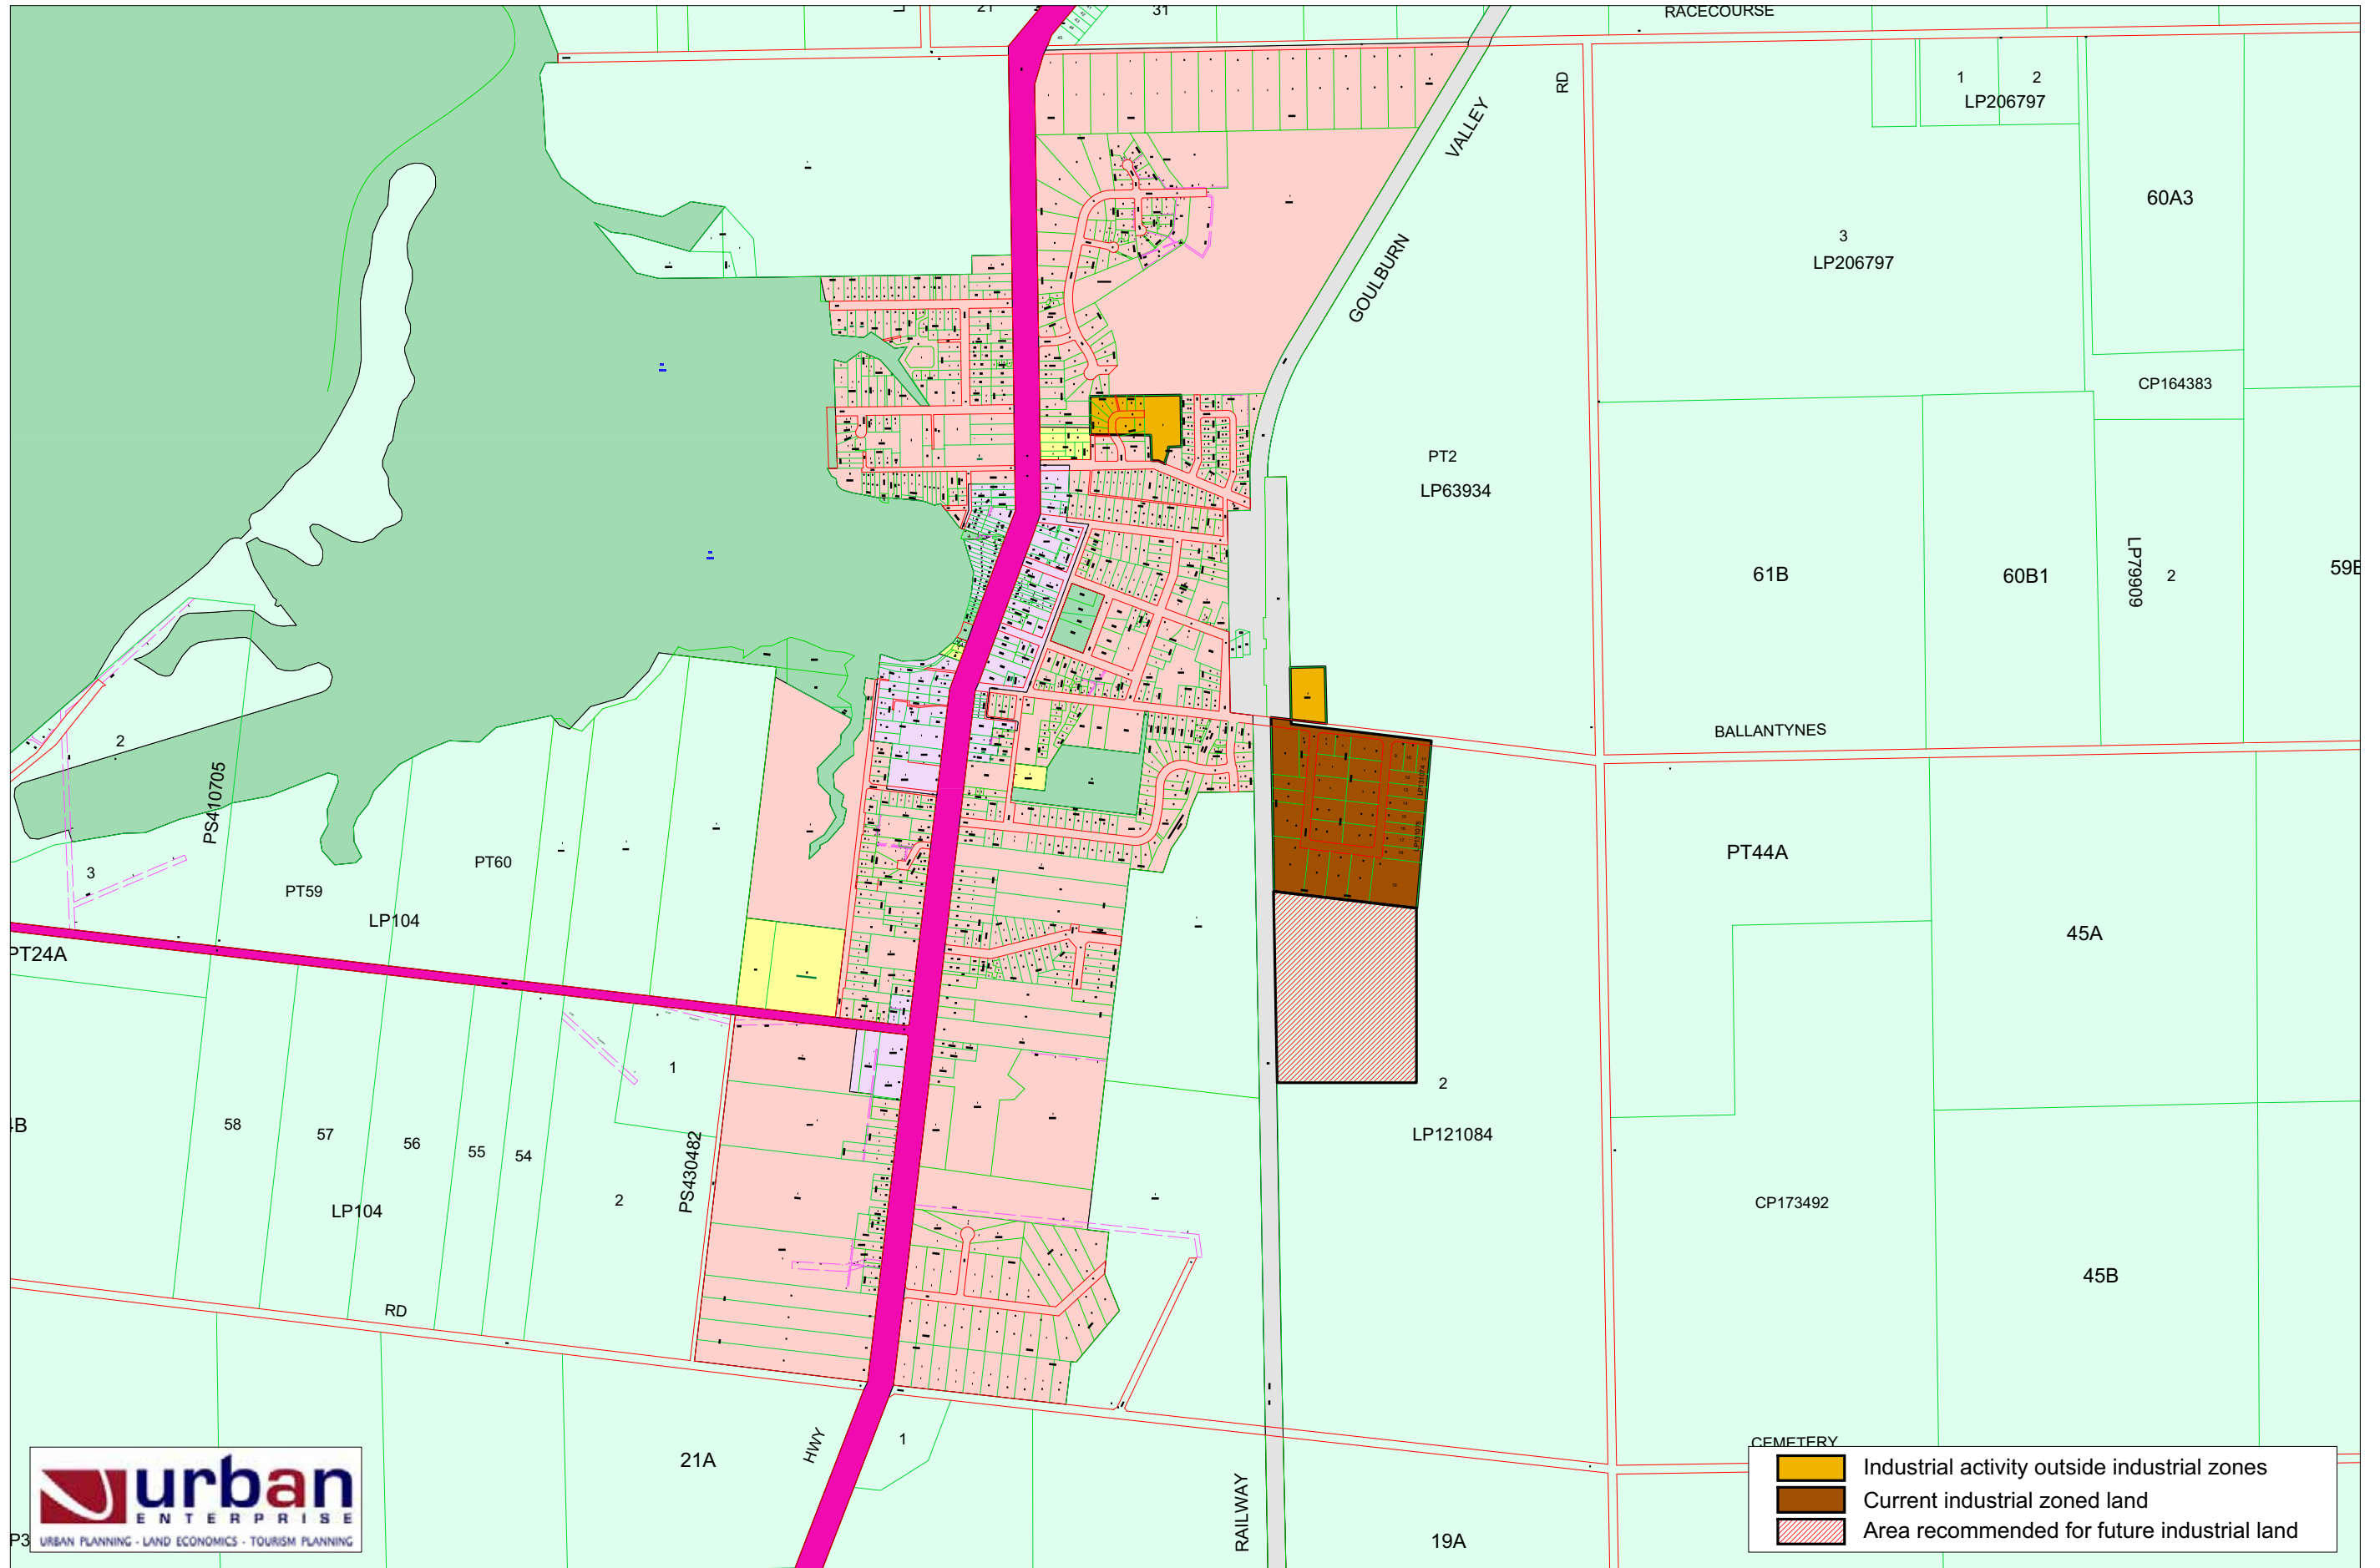 21
31
RACECOURSE
RD
VALLEY
GOULBURN
1
2
LP206797
60A3
3
LP206797
CP164383
PT2
LP63934
61B
60B1
LP79909
2
BALLANTYNES
2
PS410705
3
PT59
PT60
LP104
PT24A
LP131074
PT44A
45A
1
58
57
56
55
54
2
LP104
PS430482
2
LP121084
CP173492
45B
RD
HWY
1
21A
RAILWAY
19A
CEMETERY
Industrial activity outside industrial zones
Current industrial zoned land
Area recommended for future industrial land
urban
ENTERPRISE
URBAN PLANNING - LAND ECONOMICS - TOURISM PLANNING